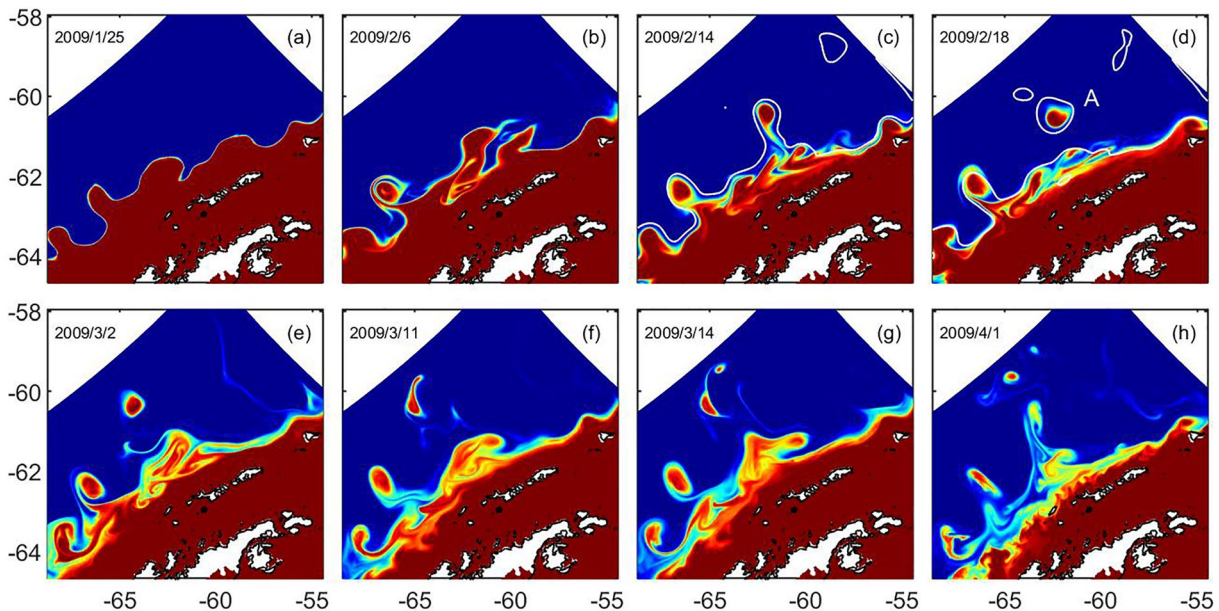 2009/1/25 (a)
2009/2/6 (b)
2009/2/14 (c)
2009/2/18 (d)
A
-58
-60
-62
-64
2009/3/2 (e)
2009/3/11 (f)
2009/3/14 (g)
2009/4/1 (h)
-58
-60
-62
-64
-65 -60 -55
-65 -60 -55
-65 -60 -55
-65 -60 -55